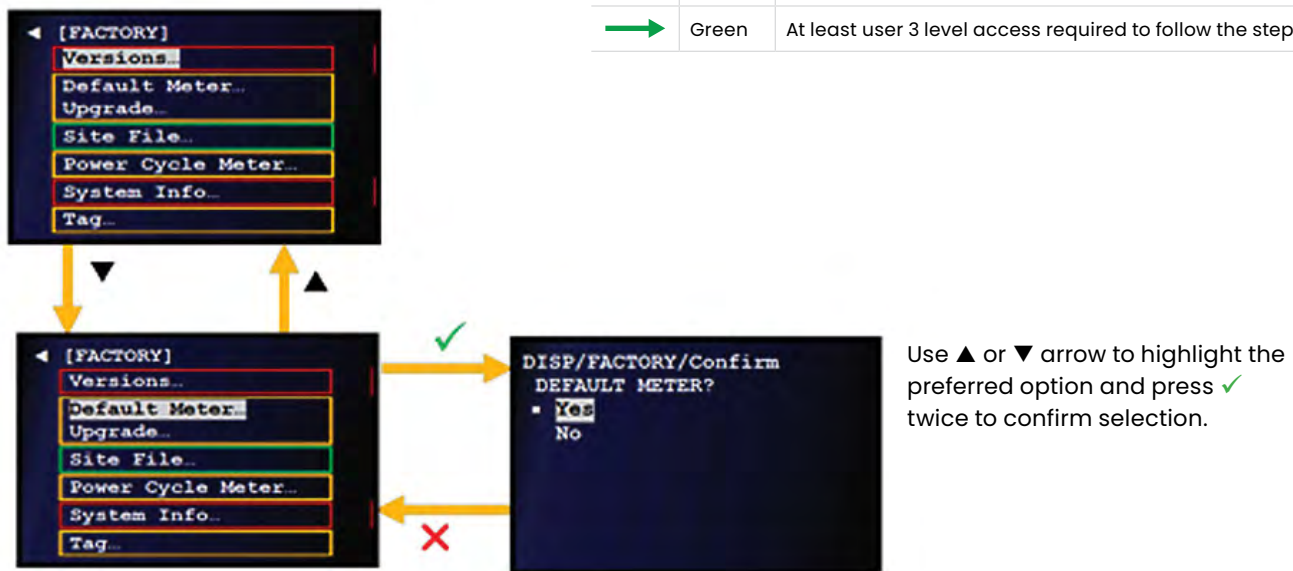 Green At least user 3 level access required to follow the step
◄ [FACTORY]
Versions…
Default Meter…
Upgrade…
Site File…
Power Cycle Meter…
System Info…
Tag…
▼ ▲
◄ [FACTORY]
Versions…
Default Meter…
Upgrade…
Site File…
Power Cycle Meter…
System Info…
Tag…
✓
✕
DISP/FACTORY/Confirm
DEFAULT METER?
▪ Yes
No
Use ▲ or ▼ arrow to highlight the
preferred option and press ✓
twice to confirm selection.